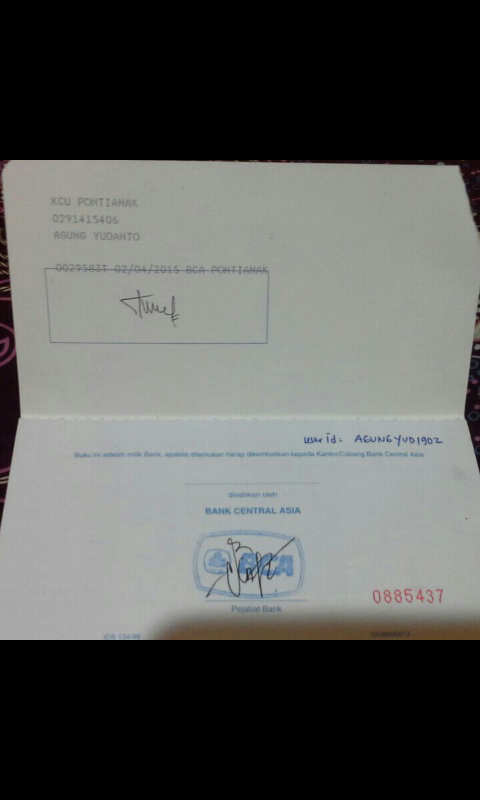 KCU PONTIANAK
0291415406
AGUNG YUDANTO
0029583T 02/04/2015 BCA PONTIANAK
user id: AGUNGYUD1902
Buku ini adalah milik Bank, apabila ditemukan harap dikembalikan kepada Kantor/Cabang Bank Central Asia
disahkan oleh
BANK CENTRAL ASIA
BCA
Pejabat Bank
0885437